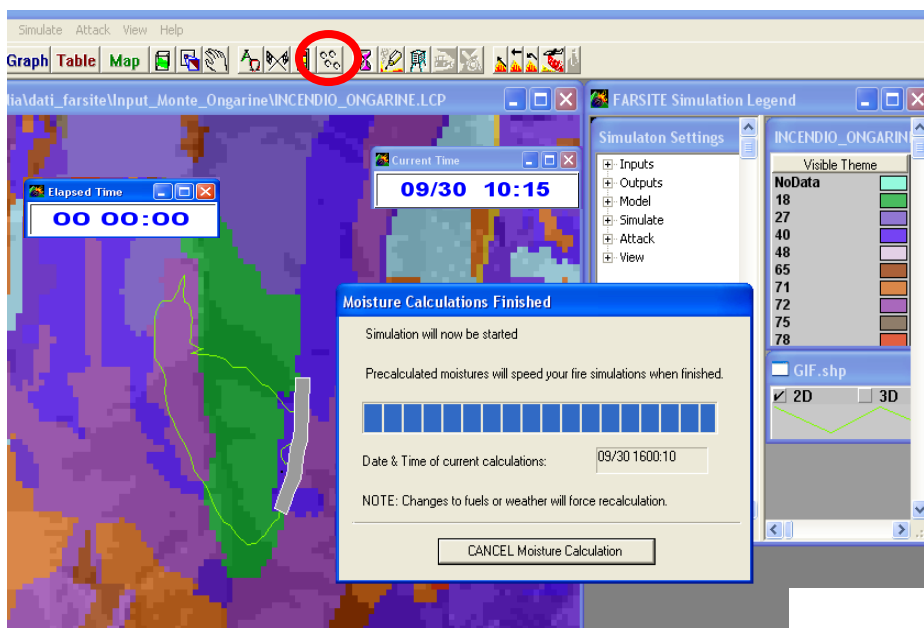 Simulate Attack View Help
Graph Table Map
dati_farsite\Input_Monte_Ongarine\INCENDIO_ONGARINE.LCP
FARSITE Simulation Legend
Elapsed Time
00 00:00
Current Time
09/30 10:15
Simulaton Settings
Inputs
Outputs
Model
Simulate
Attack
View
INCENDIO_ONGARIN
Visible Theme
NoData
18
27
40
48
65
71
72
75
78
GIF.shp
2D 3D
Moisture Calculations Finished
Simulation will now be started
Precalculated moistures will speed your fire simulations when finished.
Date & Time of current calculations: 09/30 1600:10
NOTE: Changes to fuels or weather will force recalculation.
CANCEL Moisture Calculation